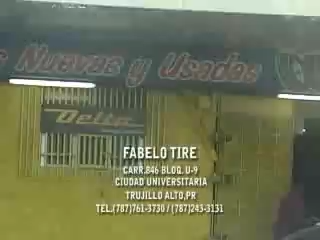 s Nuevas y Usadas
Delta
FABELO TIRE
CARR.846 BLOQ. U-9
CIUDAD UNIVERSITARIA
TRUJILLO ALTO,PR
TEL.(787)761-3730 / (787)243-3131